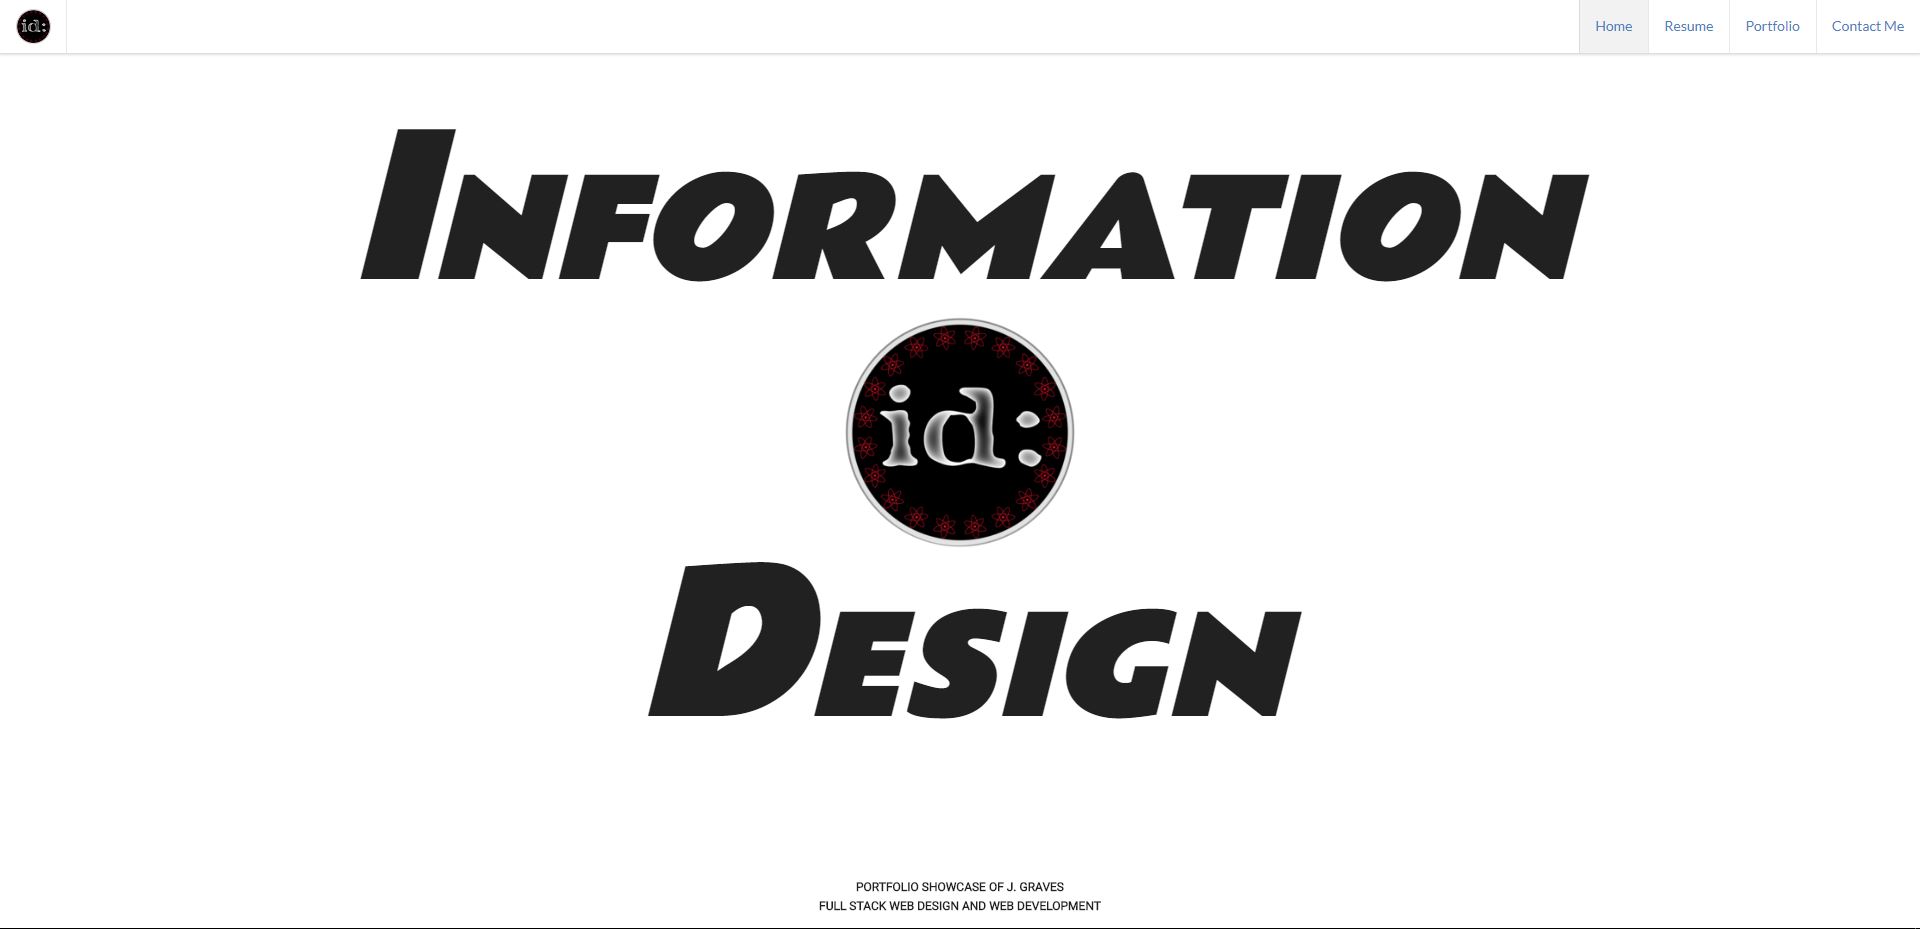 id:
Home Resume Portfolio Contact Me
INFORMATION
id:
DESIGN
PORTFOLIO SHOWCASE OF J. GRAVES
FULL STACK WEB DESIGN AND WEB DEVELOPMENT